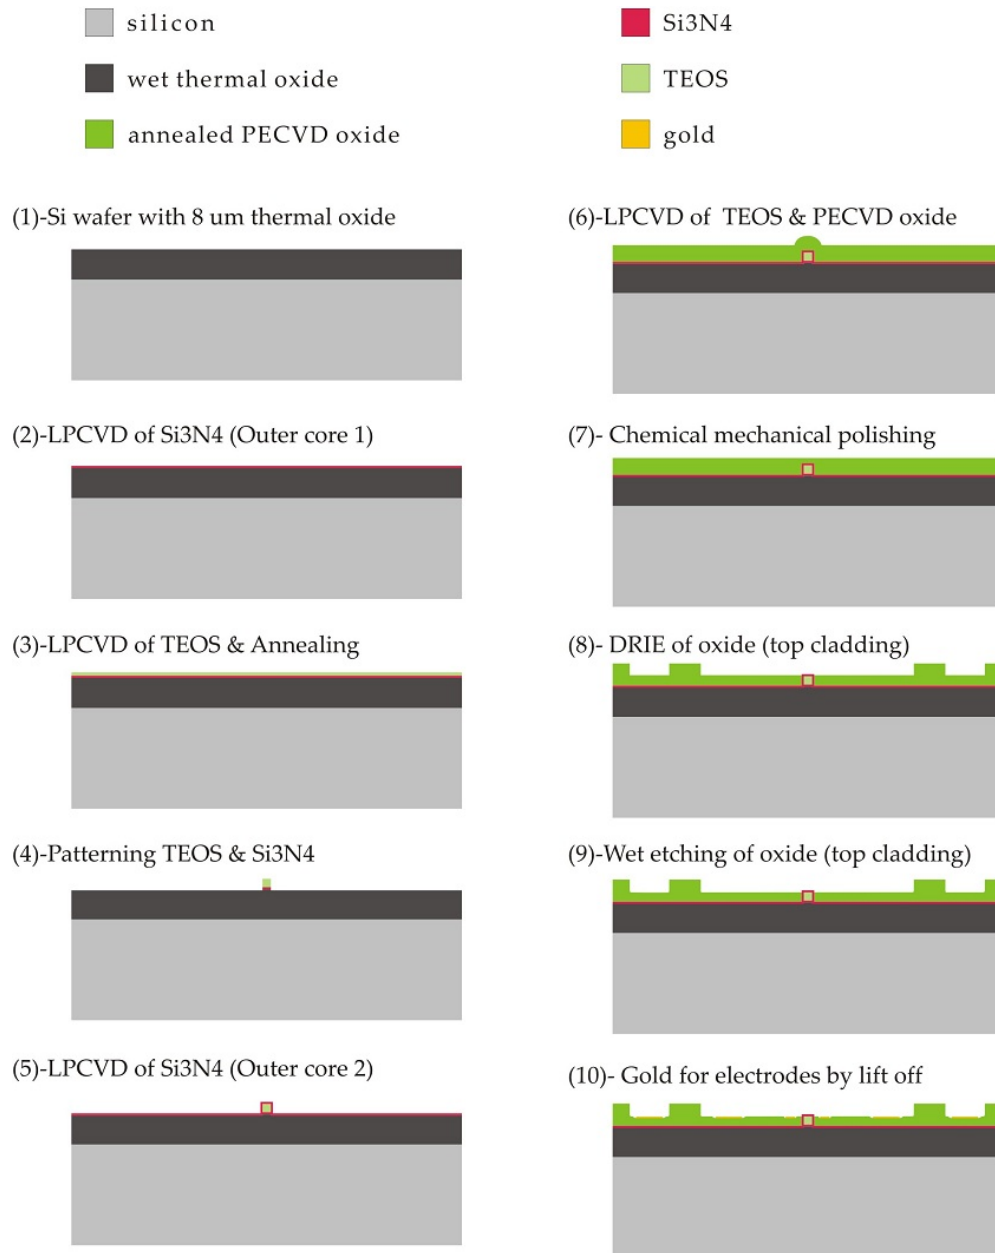 silicon
wet thermal oxide
annealed PECVD oxide
Si3N4
TEOS
gold
(1)-Si wafer with 8 um thermal oxide
(2)-LPCVD of Si3N4 (Outer core 1)
(3)-LPCVD of TEOS & Annealing
(4)-Patterning TEOS & Si3N4
(5)-LPCVD of Si3N4 (Outer core 2)
(6)-LPCVD of  TEOS & PECVD oxide
(7)- Chemical mechanical polishing
(8)- DRIE of oxide (top cladding)
(9)-Wet etching of oxide (top cladding)
(10)- Gold for electrodes by lift off